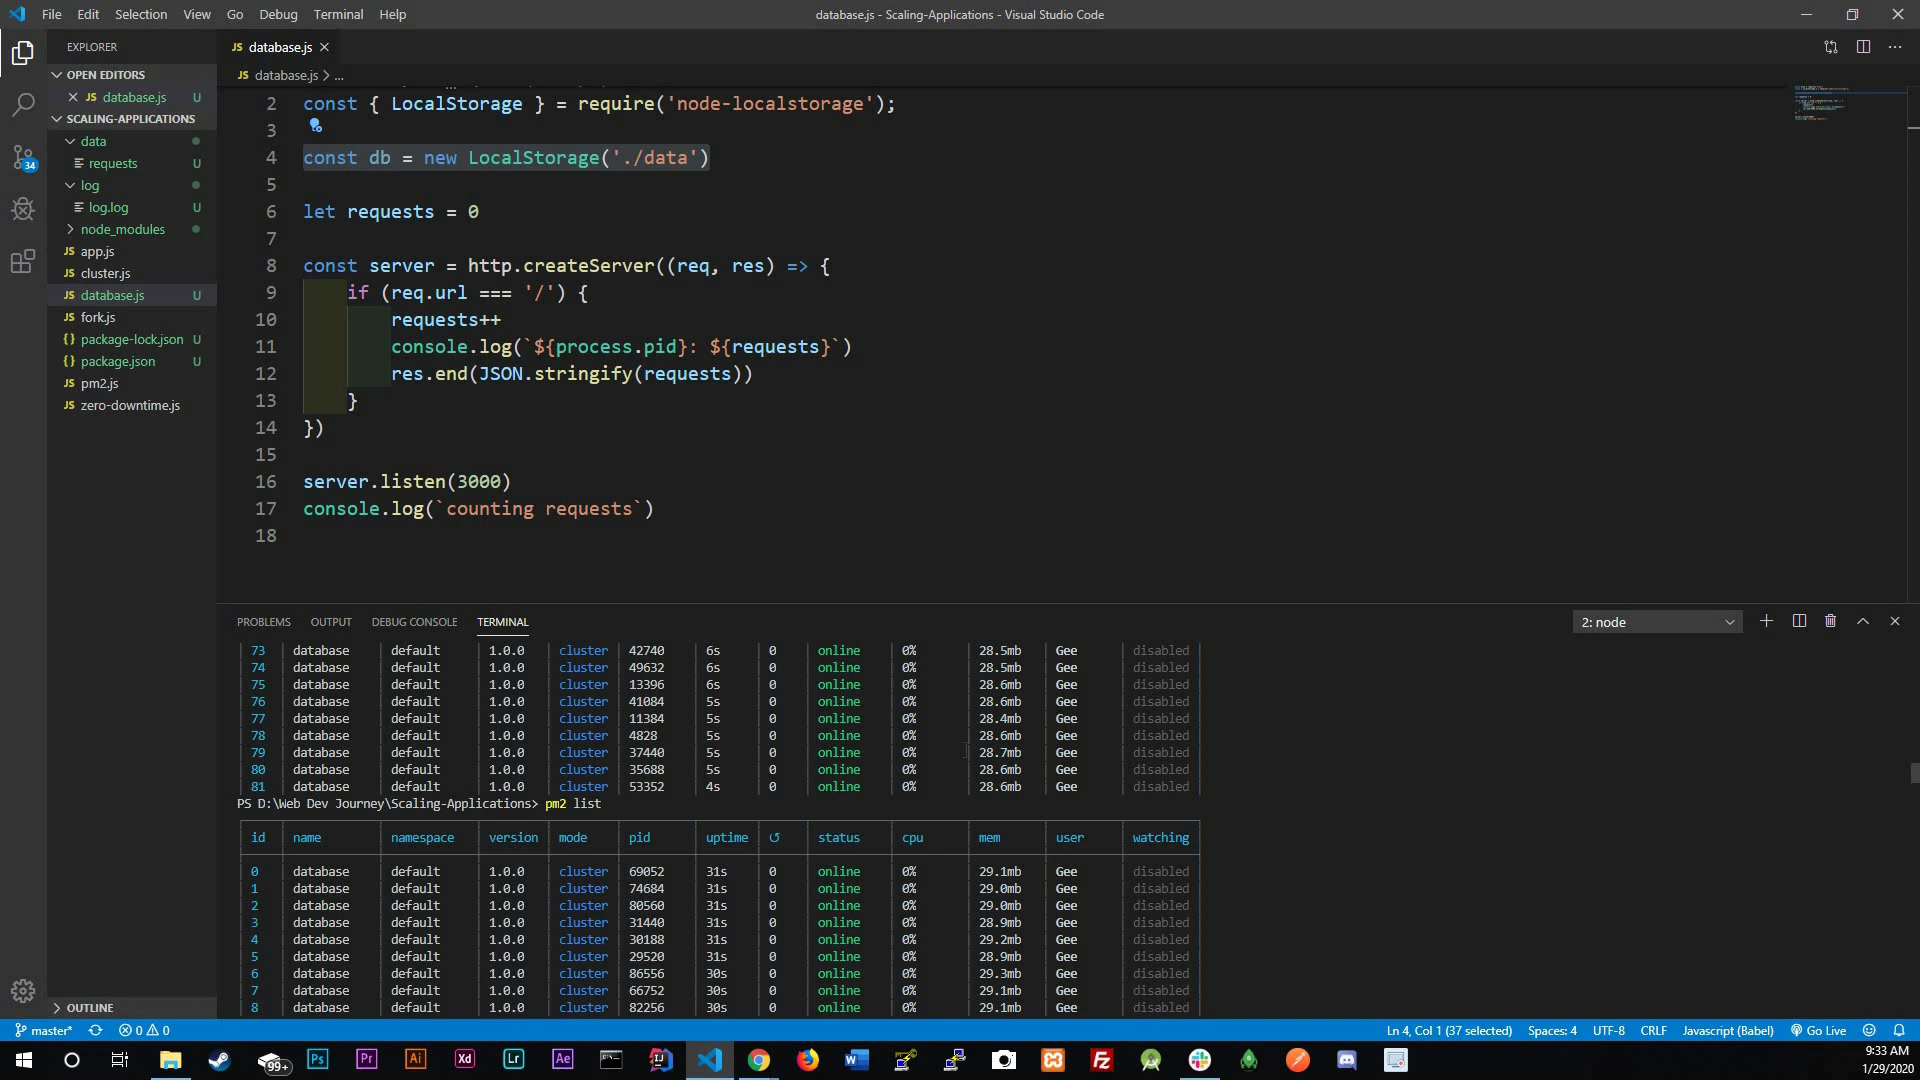 File Edit Selection View Go Debug Terminal Help
database.js - Scaling-Applications - Visual Studio Code
EXPLORER
OPEN EDITORS
JS database.js U
SCALING-APPLICATIONS
data
requests U
log
log.log U
node_modules
JS app.js
JS cluster.js
JS database.js U
JS fork.js
{} package-lock.json U
{} package.json U
JS pm2.js
JS zero-downtime.js
OUTLINE
34
JS database.js
JS database.js > ...
2 const { LocalStorage } = require('node-localstorage');
3
4 const db = new LocalStorage('./data')
5
6 let requests = 0
7
8 const server = http.createServer((req, res) => {
9 if (req.url === '/') {
10 requests++
11 console.log(`${process.pid}: ${requests}`)
12 res.end(JSON.stringify(requests))
13 }
14 })
15
16 server.listen(3000)
17 console.log(`counting requests`)
18
PROBLEMS OUTPUT DEBUG CONSOLE TERMINAL
2: node
73 database default 1.0.0 cluster 42740 6s 0 online 0% 28.5mb Gee disabled
74 database default 1.0.0 cluster 49632 6s 0 online 0% 28.5mb Gee disabled
75 database default 1.0.0 cluster 13396 6s 0 online 0% 28.6mb Gee disabled
76 database default 1.0.0 cluster 41084 5s 0 online 0% 28.6mb Gee disabled
77 database default 1.0.0 cluster 11384 5s 0 online 0% 28.4mb Gee disabled
78 database default 1.0.0 cluster 4828 5s 0 online 0% 28.6mb Gee disabled
79 database default 1.0.0 cluster 37440 5s 0 online 0% 28.7mb Gee disabled
80 database default 1.0.0 cluster 35688 5s 0 online 0% 28.6mb Gee disabled
81 database default 1.0.0 cluster 53352 4s 0 online 0% 28.6mb Gee disabled
PS D:\Web Dev Journey\Scaling-Applications> pm2 list
id name namespace version mode pid uptime ↺ status cpu mem user watching
0 database default 1.0.0 cluster 69052 31s 0 online 0% 29.1mb Gee disabled
1 database default 1.0.0 cluster 74684 31s 0 online 0% 29.0mb Gee disabled
2 database default 1.0.0 cluster 80560 31s 0 online 0% 29.0mb Gee disabled
3 database default 1.0.0 cluster 31440 31s 0 online 0% 28.9mb Gee disabled
4 database default 1.0.0 cluster 30188 31s 0 online 0% 29.2mb Gee disabled
5 database default 1.0.0 cluster 29520 31s 0 online 0% 28.9mb Gee disabled
6 database default 1.0.0 cluster 86556 30s 0 online 0% 29.3mb Gee disabled
7 database default 1.0.0 cluster 66752 30s 0 online 0% 29.1mb Gee disabled
8 database default 1.0.0 cluster 82256 30s 0 online 0% 29.1mb Gee disabled
master* 0 0 Ln 4, Col 1 (37 selected) Spaces: 4 UTF-8 CRLF Javascript (Babel) Go Live
99+ Ps Pr Ai Xd Lr Ae IJ W Fz
9:33 AM
1/29/2020